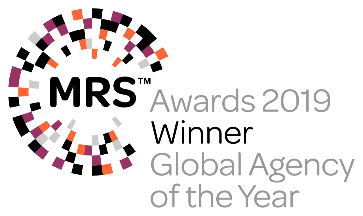 MRS™
Awards 2019
Winner
Global Agency
of the Year